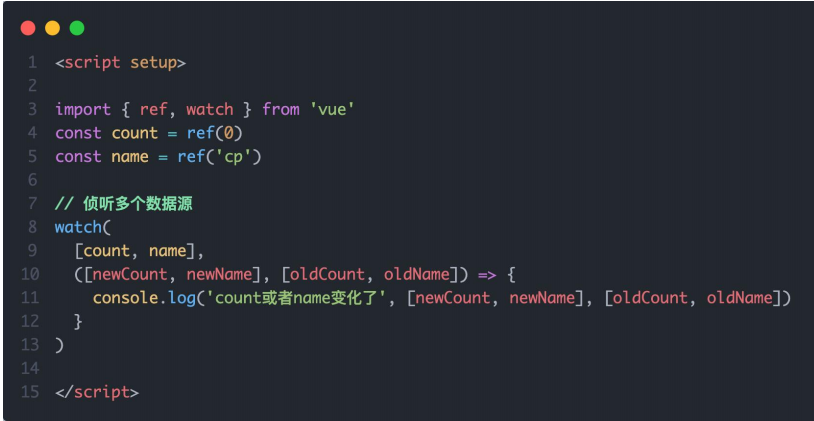 1 <script setup>
2
3 import { ref, watch } from 'vue'
4 const count = ref(0)
5 const name = ref('cp')
6
7 // 侦听多个数据源
8 watch(
9   [count, name],
10   ([newCount, newName], [oldCount, oldName]) => {
11     console.log('count或者name变化了', [newCount, newName], [oldCount, oldName])
12   }
13 )
14
15 </script>